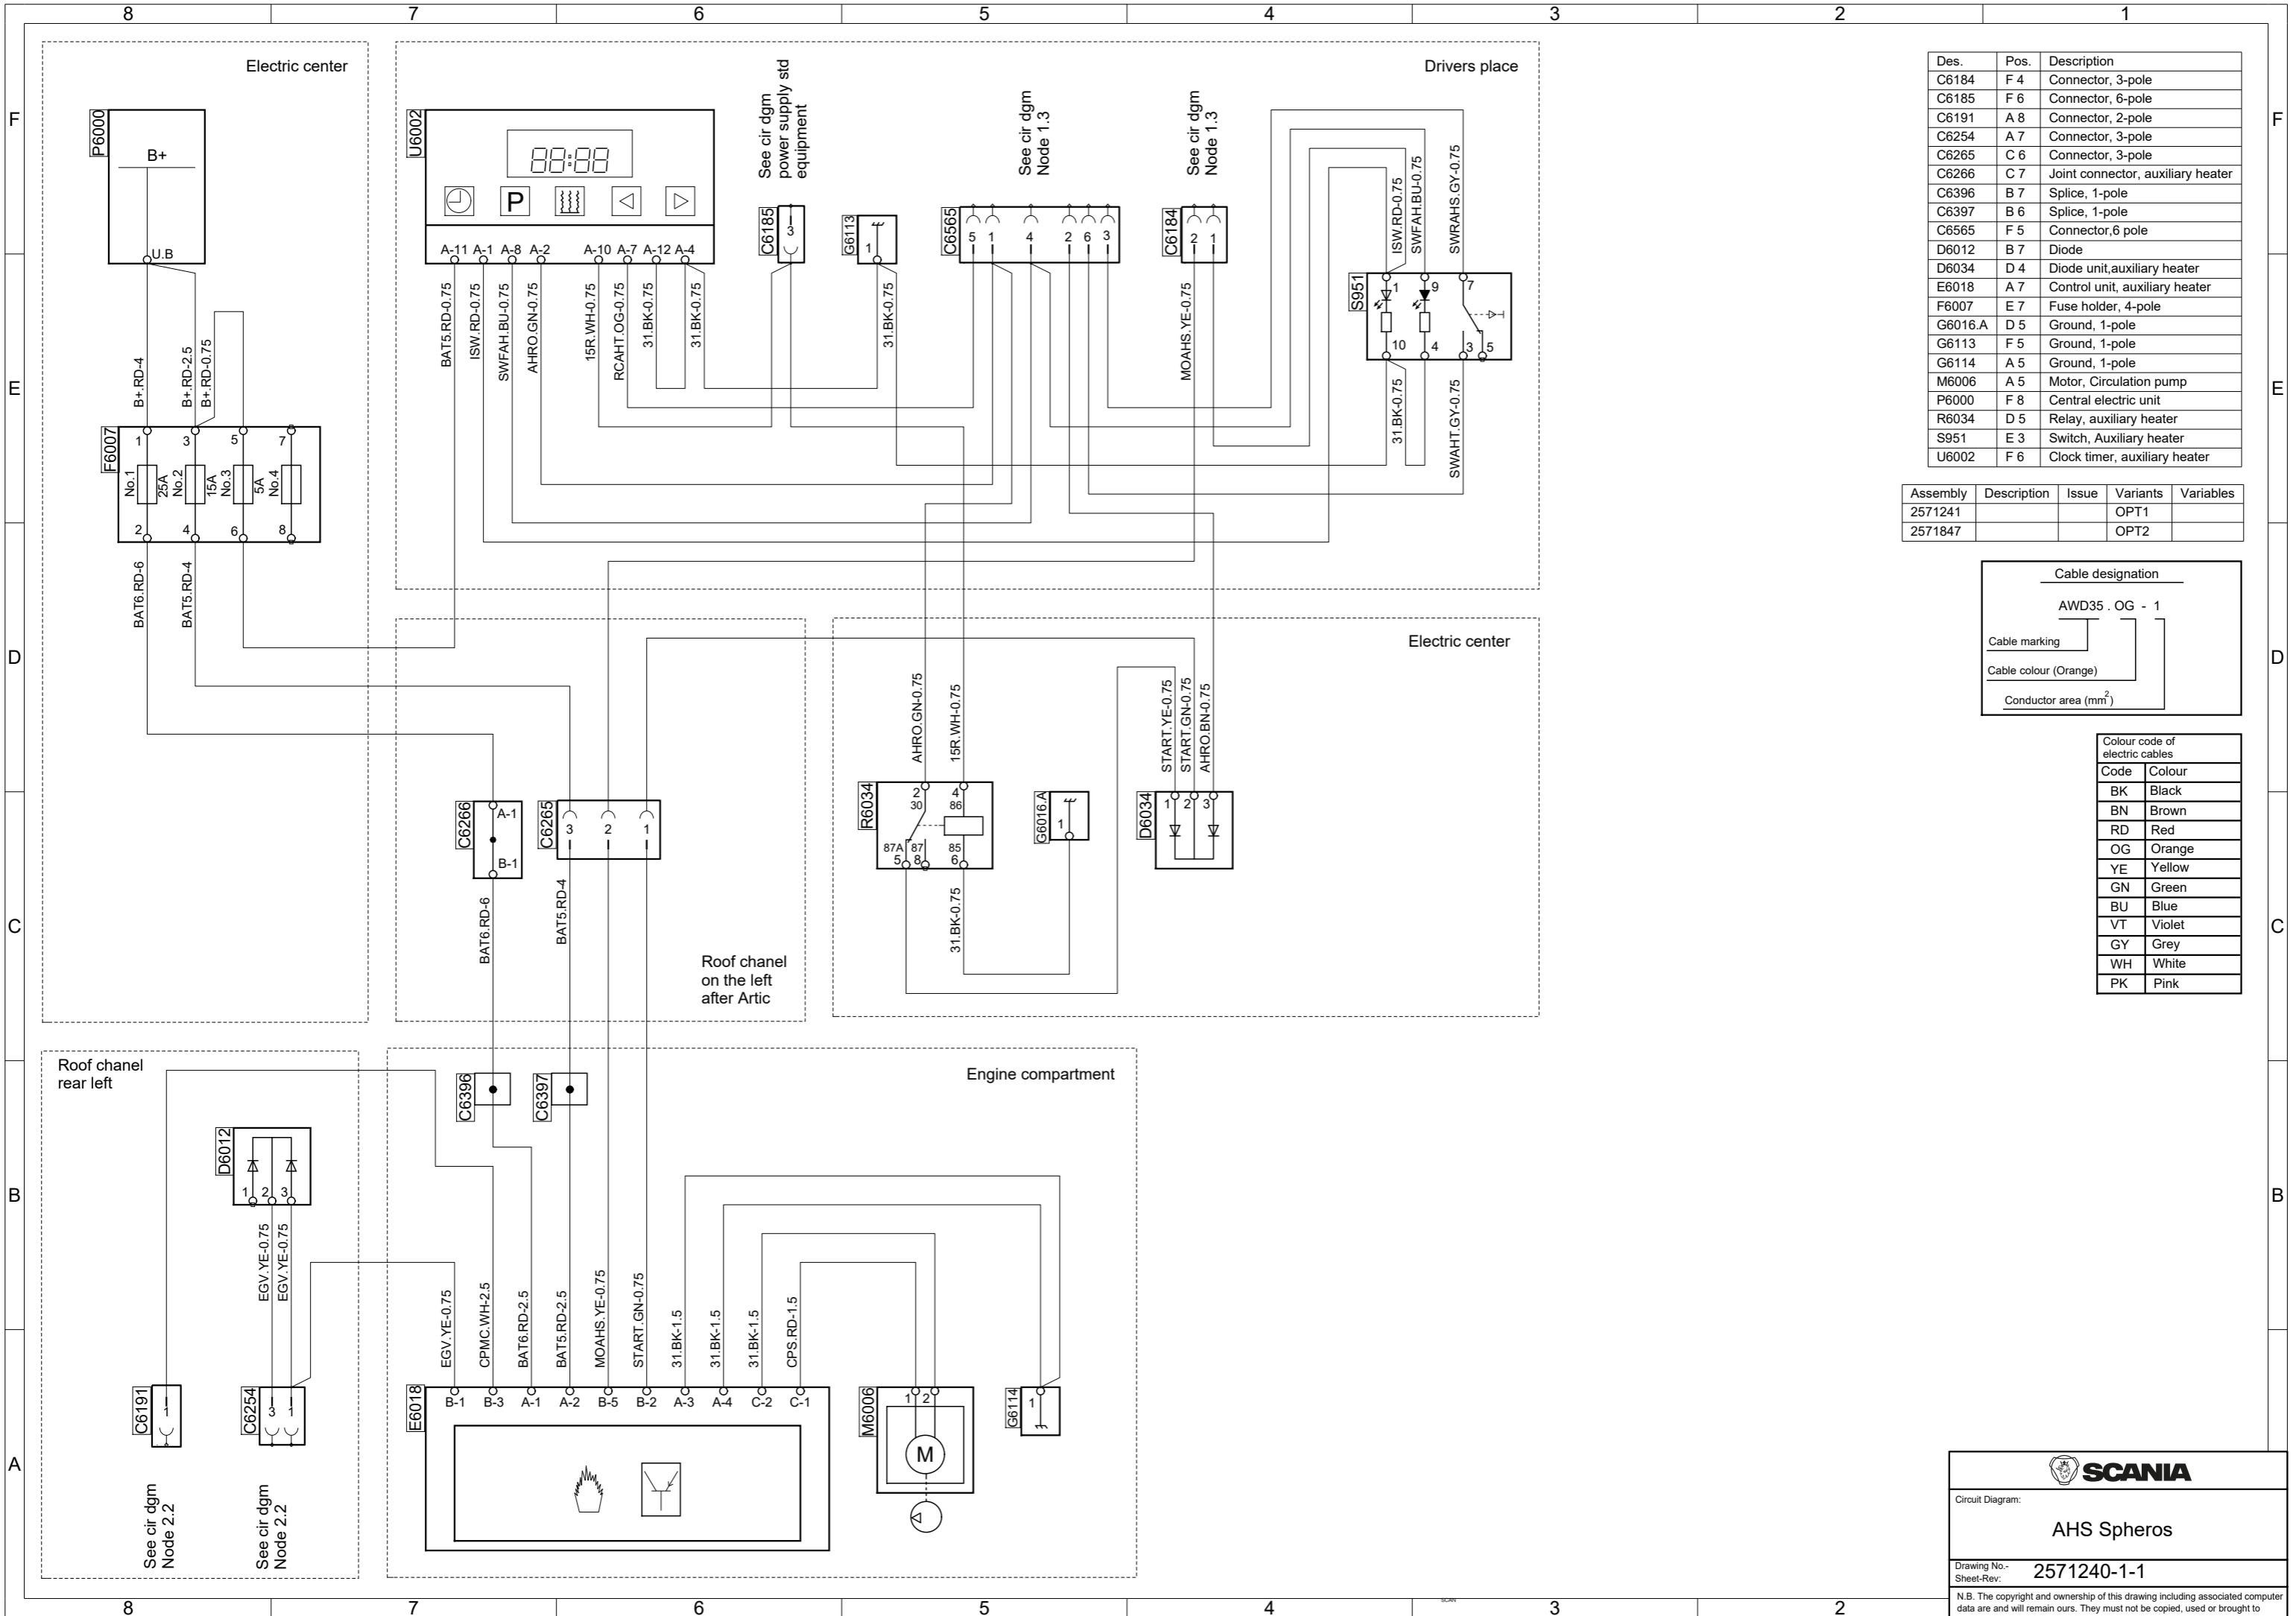 8 7 6 5 4 3 2 1
F
E
D
C
B
A
F
E
D
C
B
A
Electric center
P6000
B+
U.B
B+.RD-4
B+.RD-2.5
B+.RD-0.75
F6007
1 3 5 7
No.1 25A No.2 15A No.3 5A No.4
2 4 6 8
BAT6.RD-6
BAT5.RD-4
Drivers place
U6002
88:88
P
A-11 A-1 A-8 A-2 A-10 A-7 A-12 A-4
BAT5.RD-0.75
ISW.RD-0.75
SWFAH.BU-0.75
AHRO.GN-0.75
15R.WH-0.75
RCAHT.OG-0.75
31.BK-0.75
31.BK-0.75
See cir dgm
power supply std
equipment
C6185
3
G6113
1
31.BK-0.75
See cir dgm
Node 1.3
C6565
5 1 4 2 6 3
See cir dgm
Node 1.3
C6184
2 1
MOAHS.YE-0.75
ISW.RD-0.75
SWFAH.BU-0.75
SWRAHS.GY-0.75
S951
1 9 7
10 4 3 5
31.BK-0.75
SWAHT.GY-0.75
Des. Pos. Description
C6184 F 4 Connector, 3-pole
C6185 F 6 Connector, 6-pole
C6191 A 8 Connector, 2-pole
C6254 A 7 Connector, 3-pole
C6265 C 6 Connector, 3-pole
C6266 C 7 Joint connector, auxiliary heater
C6396 B 7 Splice, 1-pole
C6397 B 6 Splice, 1-pole
C6565 F 5 Connector,6 pole
D6012 B 7 Diode
D6034 D 4 Diode unit,auxiliary heater
E6018 A 7 Control unit, auxiliary heater
F6007 E 7 Fuse holder, 4-pole
G6016.A D 5 Ground, 1-pole
G6113 F 5 Ground, 1-pole
G6114 A 5 Ground, 1-pole
M6006 A 5 Motor, Circulation pump
P6000 F 8 Central electric unit
R6034 D 5 Relay, auxiliary heater
S951 E 3 Switch, Auxiliary heater
U6002 F 6 Clock timer, auxiliary heater
Assembly Description Issue Variants Variables
2571241 OPT1
2571847 OPT2
Cable designation
AWD35 . OG - 1
Cable marking
Cable colour (Orange)
Conductor area (mm2)
Colour code of
electric cables
Code Colour
BK Black
BN Brown
RD Red
OG Orange
YE Yellow
GN Green
BU Blue
VT Violet
GY Grey
WH White
PK Pink
C6266
A-1
B-1
BAT6.RD-6
C6265
3 2 1
BAT5.RD-4
Roof chanel
on the left
after Artic
Electric center
AHRO.GN-0.75
15R.WH-0.75
R6034
2 4
30 86
87A 87 85
5 8 6
31.BK-0.75
G6016.A
1
START.YE-0.75
START.GN-0.75
AHRO.BN-0.75
D6034
1 2 3
Roof chanel
rear left
D6012
1 2 3
EGV.YE-0.75
EGV.YE-0.75
C6191
1
See cir dgm
Node 2.2
C6254
3 1
See cir dgm
Node 2.2
Engine compartment
C6396
C6397
EGV.YE-0.75
CPMC.WH-2.5
BAT6.RD-2.5
BAT5.RD-2.5
MOAHS.YE-0.75
START.GN-0.75
31.BK-1.5
31.BK-1.5
31.BK-1.5
CPS.RD-1.5
E6018
B-1 B-3 A-1 A-2 B-5 B-2 A-3 A-4 C-2 C-1
M6006
1 2
M
G6114
1
SCANIA
Circuit Diagram:
AHS Spheros
Drawing No.-
Sheet-Rev: 2571240-1-1
N.B. The copyright and ownership of this drawing including associated computer
data are and will remain ours. They must not be copied, used or brought to
SCAN
8 7 6 5 4 3 2